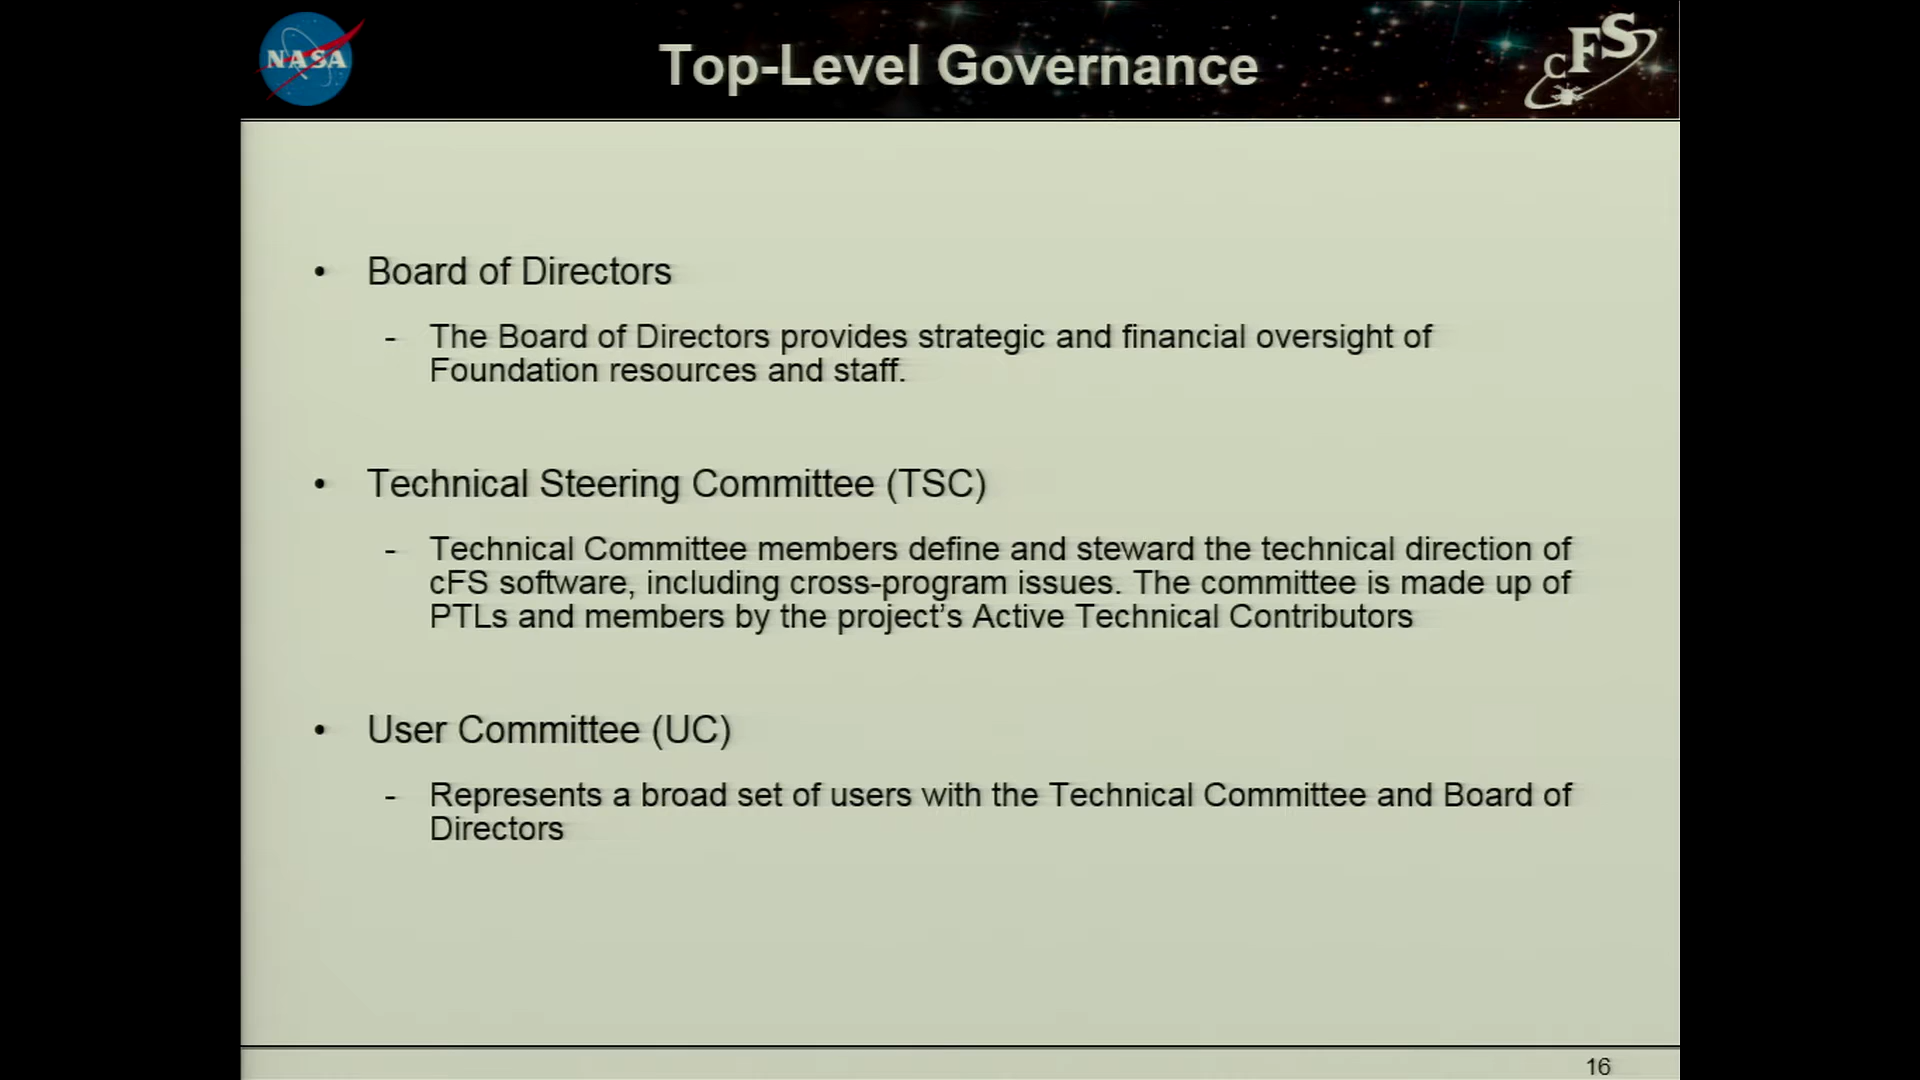 NASA
Top-Level Governance
cFS
• Board of Directors
- The Board of Directors provides strategic and financial oversight of
Foundation resources and staff.
• Technical Steering Committee (TSC)
- Technical Committee members define and steward the technical direction of
cFS software, including cross-program issues. The committee is made up of
PTLs and members by the project’s Active Technical Contributors
• User Committee (UC)
- Represents a broad set of users with the Technical Committee and Board of
Directors
16